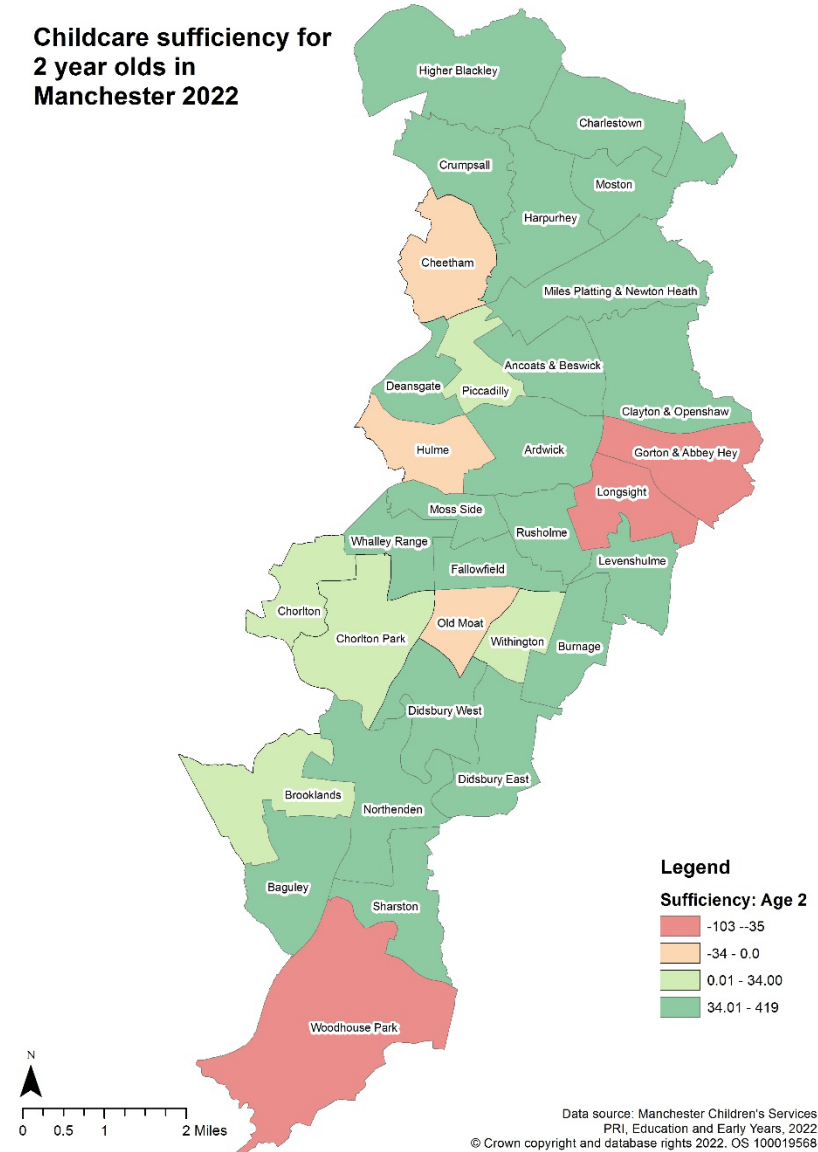 Childcare sufficiency for
2 year olds in
Manchester 2022
Higher Blackley
Charlestown
Crumpsall
Moston
Harpurhey
Cheetham
Miles Platting & Newton Heath
Ancoats & Beswick
Deansgate
Piccadilly
Clayton & Openshaw
Hulme
Ardwick
Gorton & Abbey Hey
Longsight
Moss Side
Rusholme
Whalley Range
Levenshulme
Fallowfield
Chorlton
Old Moat
Chorlton Park
Withington
Burnage
Didsbury West
Didsbury East
Brooklands
Northenden
Baguley
Sharston
Woodhouse Park
Legend
Sufficiency: Age 2
-103 --35
-34 - 0.0
0.01 - 34.00
34.01 - 419
N
0 0.5 1 2 Miles
Data source: Manchester Children's Services
PRI, Education and Early Years, 2022
© Crown copyright and database rights 2022. OS 100019568